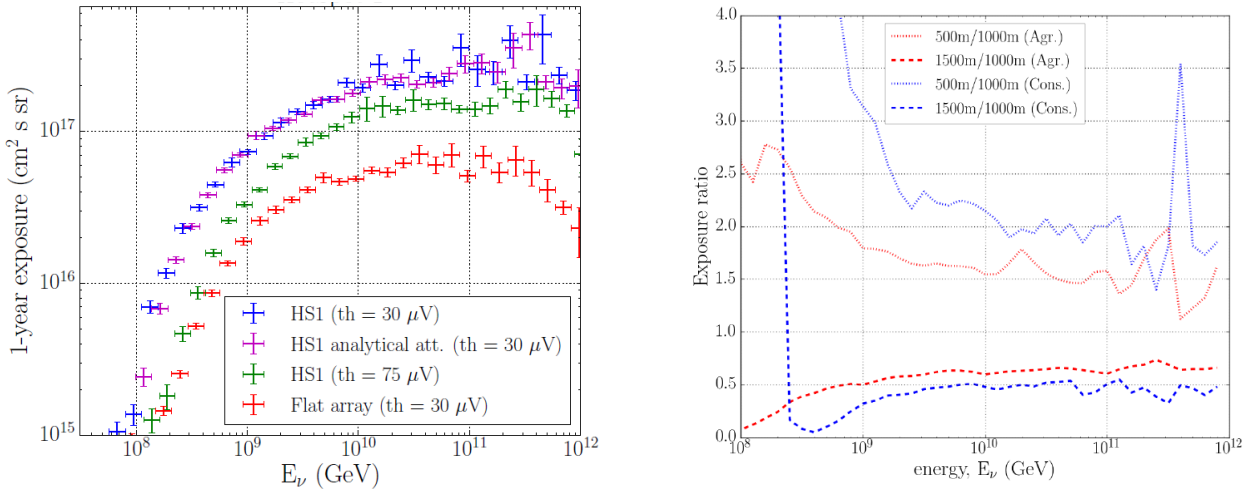 1-year exposure (cm² s sr)
10¹⁷
10¹⁶
10¹⁵
HS1 (th = 30 μV)
HS1 analytical att. (th = 30 μV)
HS1 (th = 75 μV)
Flat array (th = 30 μV)
10⁸ 10⁹ 10¹⁰ 10¹¹ 10¹²
E_ν (GeV)
Exposure ratio
4.0
3.5
3.0
2.5
2.0
1.5
1.0
0.5
0.0
500m/1000m (Agr.)
1500m/1000m (Agr.)
500m/1000m (Cons.)
1500m/1000m (Cons.)
10⁸ 10⁹ 10¹⁰ 10¹¹ 10¹²
energy, E_ν (GeV)